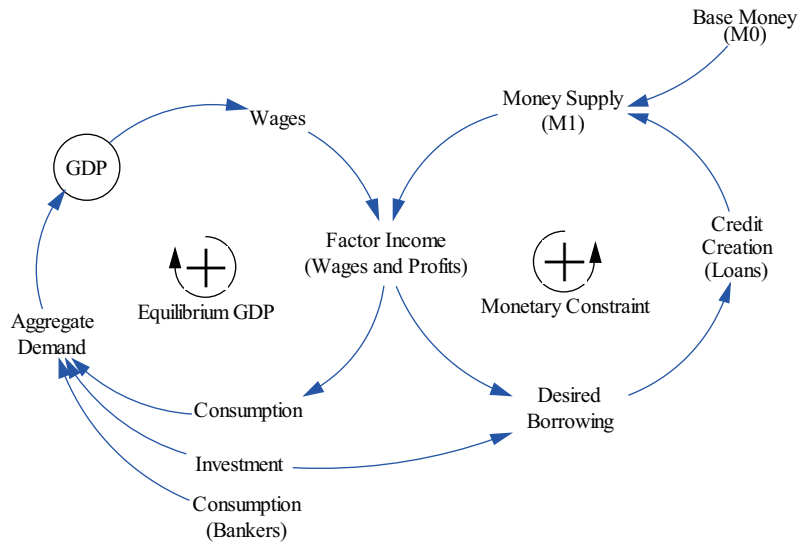 Base Money
(M0)
Money Supply
(M1)
Wages
GDP
Factor Income
(Wages and Profits)
Credit
Creation
(Loans)
Equilibrium GDP
Monetary Constraint
Aggregate
Demand
Consumption
Desired
Borrowing
Investment
Consumption
(Bankers)